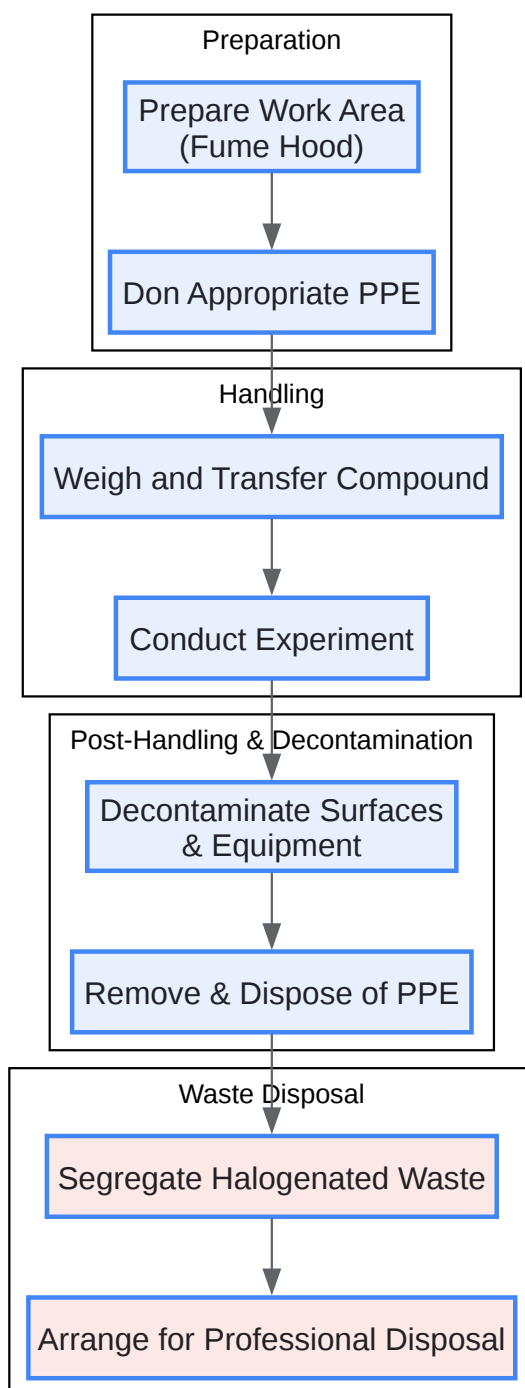 Preparation
Prepare Work Area
(Fume Hood)
Don Appropriate PPE
Handling
Weigh and Transfer Compound
Conduct Experiment
Post-Handling & Decontamination
Decontaminate Surfaces
& Equipment
Remove & Dispose of PPE
Waste Disposal
Segregate Halogenated Waste
Arrange for Professional Disposal